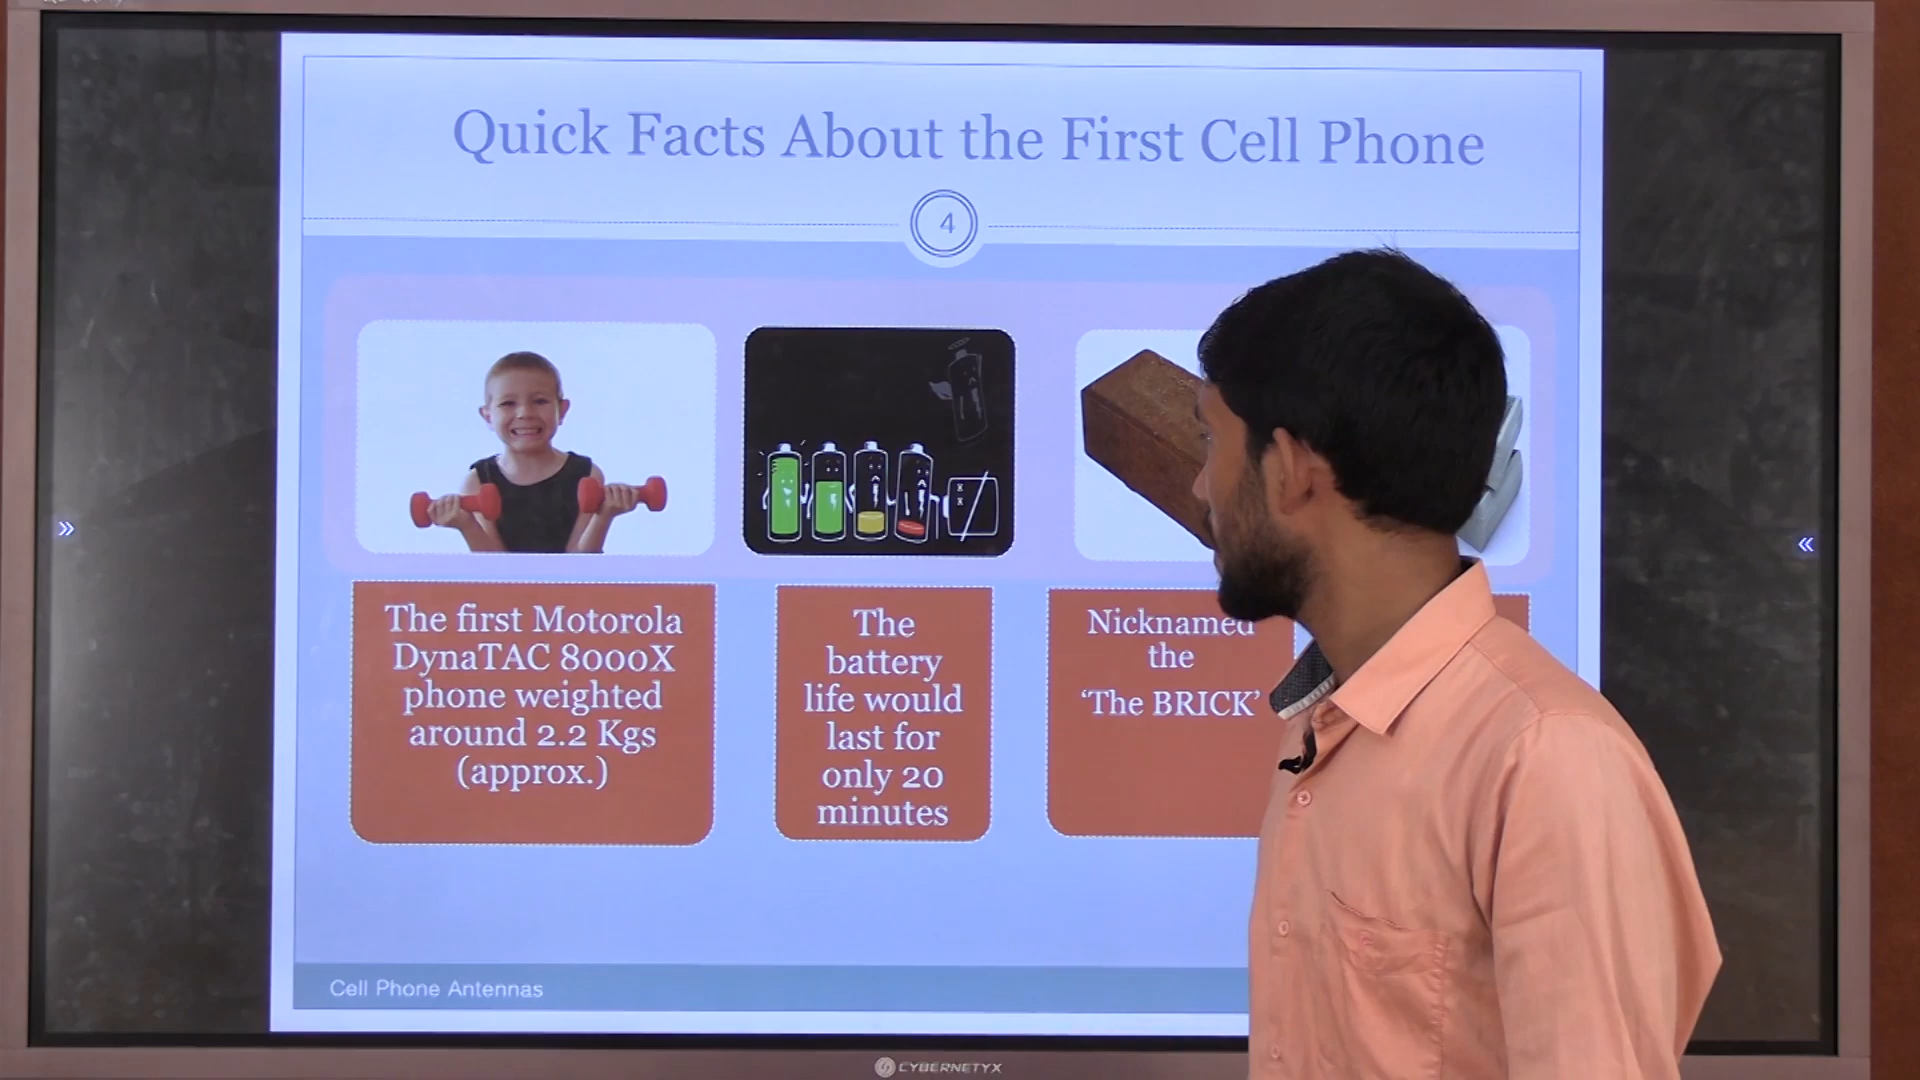 Quick Facts About the First Cell Phone
4
The first Motorola
DynaTAC 8000X
phone weighted
around 2.2 Kgs
(approx.)
The
battery
life would
last for
only 20
minutes
Nicknamed
the
‘The BRICK’
Cell Phone Antennas
CYBERNETYX